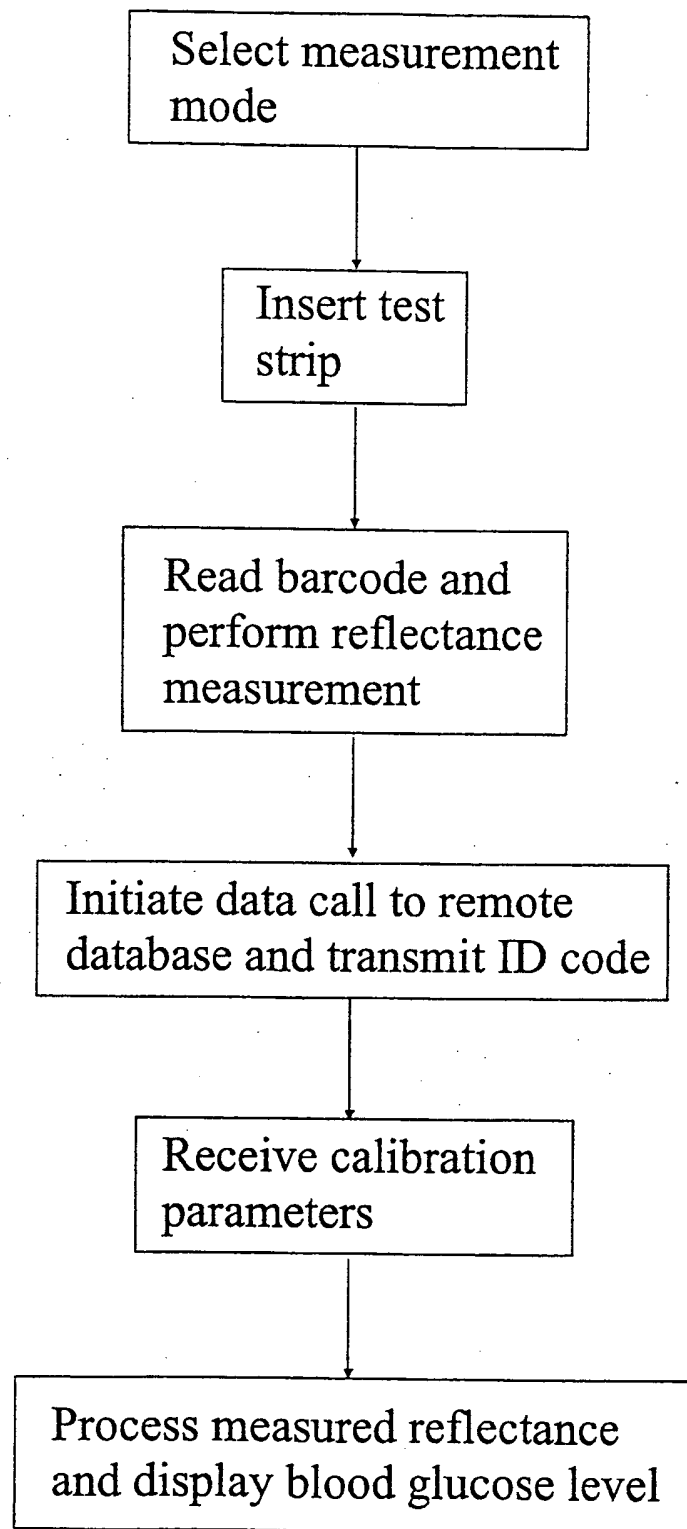 Select measurement
mode
Insert test
strip
Read barcode and
perform reflectance
measurement
Initiate data call to remote
database and transmit ID code
Receive calibration
parameters
Process measured reflectance
and display blood glucose level